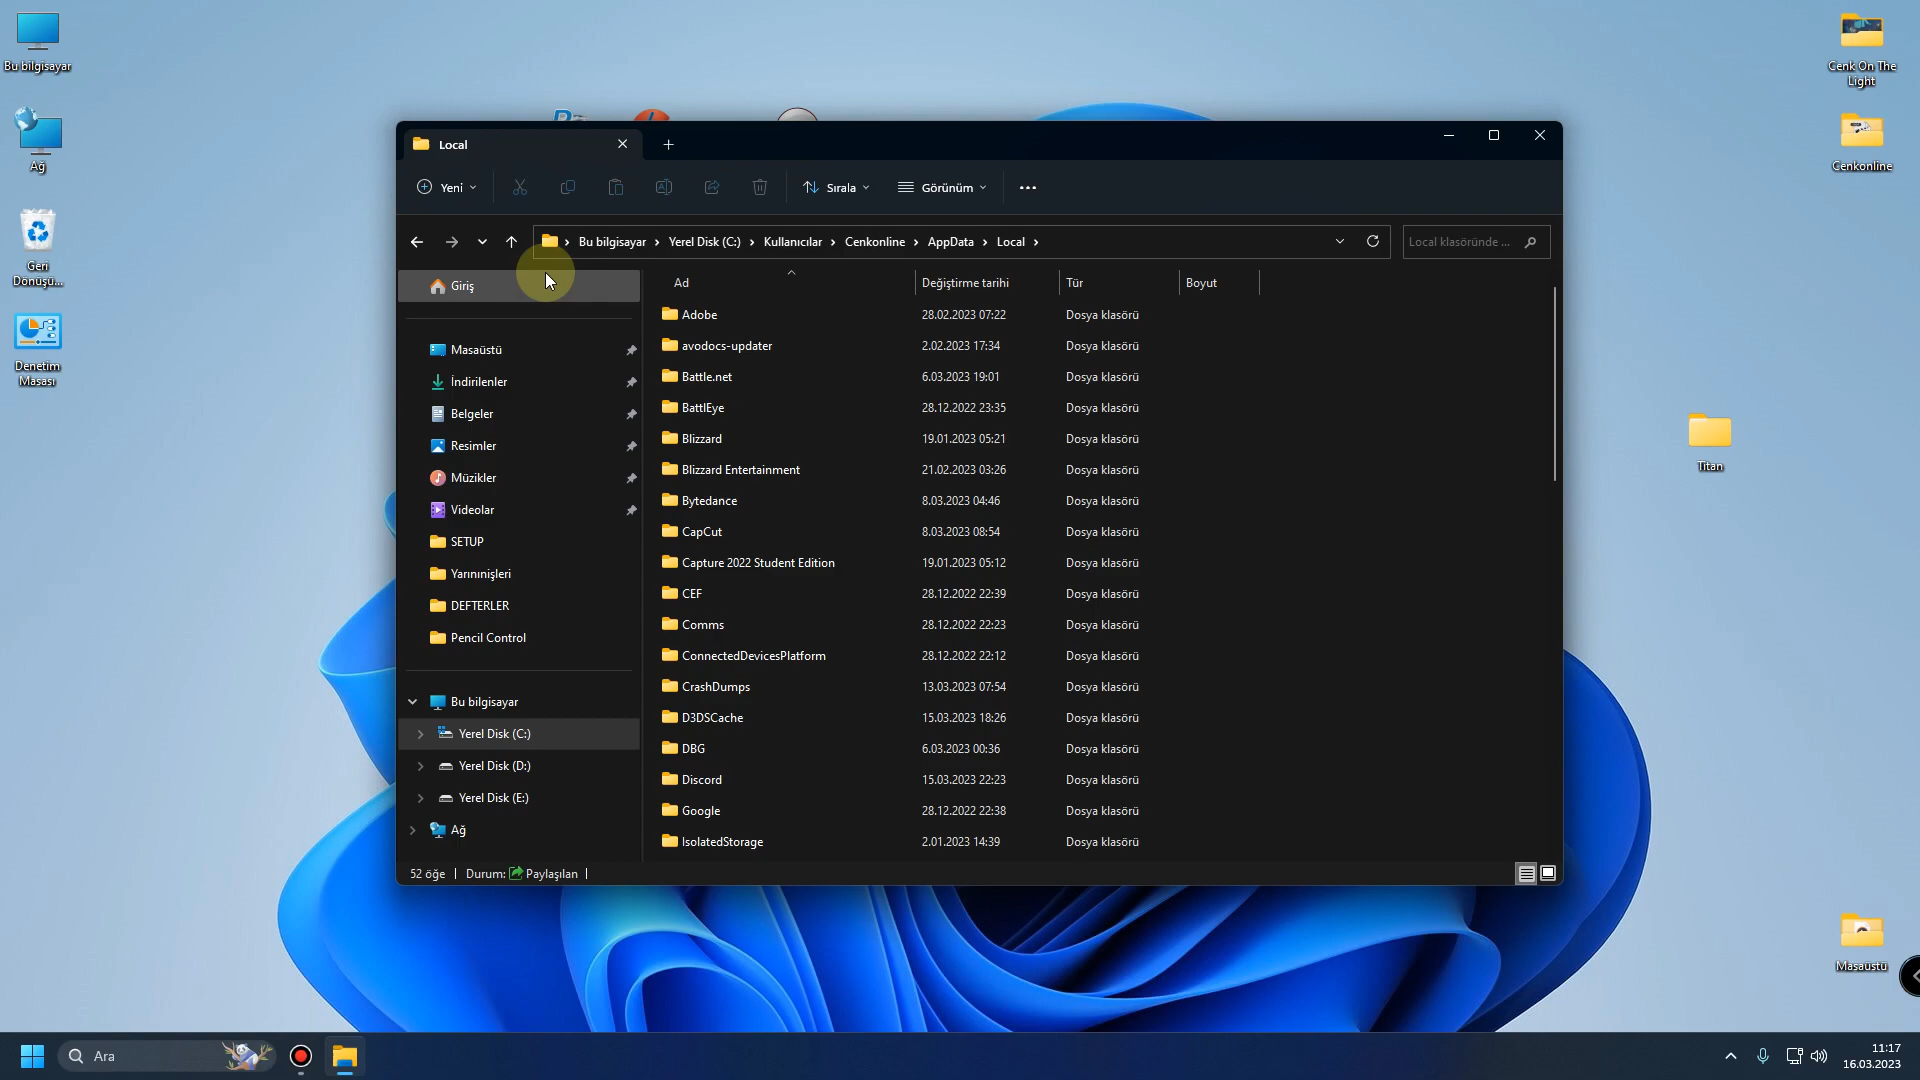 Bu bilgisayar
Ağ
Geri
Dönüşü...
Denetim
Masası
Local
Yeni
Sırala
Görünüm
Bu bilgisayar
Yerel Disk (C:)
Kullanıcılar
Cenkonline
AppData
Local
Local klasöründe ...
Giriş
Masaüstü
İndirilenler
Belgeler
Resimler
Müzikler
Videolar
SETUP
Yarınınişleri
DEFTERLER
Pencil Control
Bu bilgisayar
Yerel Disk (C:)
Yerel Disk (D:)
Yerel Disk (E:)
Ağ
Ad Değiştirme tarihi Tür Boyut
Adobe 28.02.2023 07:22 Dosya klasörü
avodocs-updater 2.02.2023 17:34 Dosya klasörü
Battle.net 6.03.2023 19:01 Dosya klasörü
BattlEye 28.12.2022 23:35 Dosya klasörü
Blizzard 19.01.2023 05:21 Dosya klasörü
Blizzard Entertainment 21.02.2023 03:26 Dosya klasörü
Bytedance 8.03.2023 04:46 Dosya klasörü
CapCut 8.03.2023 08:54 Dosya klasörü
Capture 2022 Student Edition 19.01.2023 05:12 Dosya klasörü
CEF 28.12.2022 22:39 Dosya klasörü
Comms 28.12.2022 22:23 Dosya klasörü
ConnectedDevicesPlatform 28.12.2022 22:12 Dosya klasörü
CrashDumps 13.03.2023 07:54 Dosya klasörü
D3DSCache 15.03.2023 18:26 Dosya klasörü
DBG 6.03.2023 00:36 Dosya klasörü
Discord 15.03.2023 22:23 Dosya klasörü
Google 28.12.2022 22:38 Dosya klasörü
IsolatedStorage 2.01.2023 14:39 Dosya klasörü
52 öğe | Durum: Paylaşılan |
Cenk On The
Light
Cenkonline
Titan
Masaüstü
Ara
11:17
16.03.2023